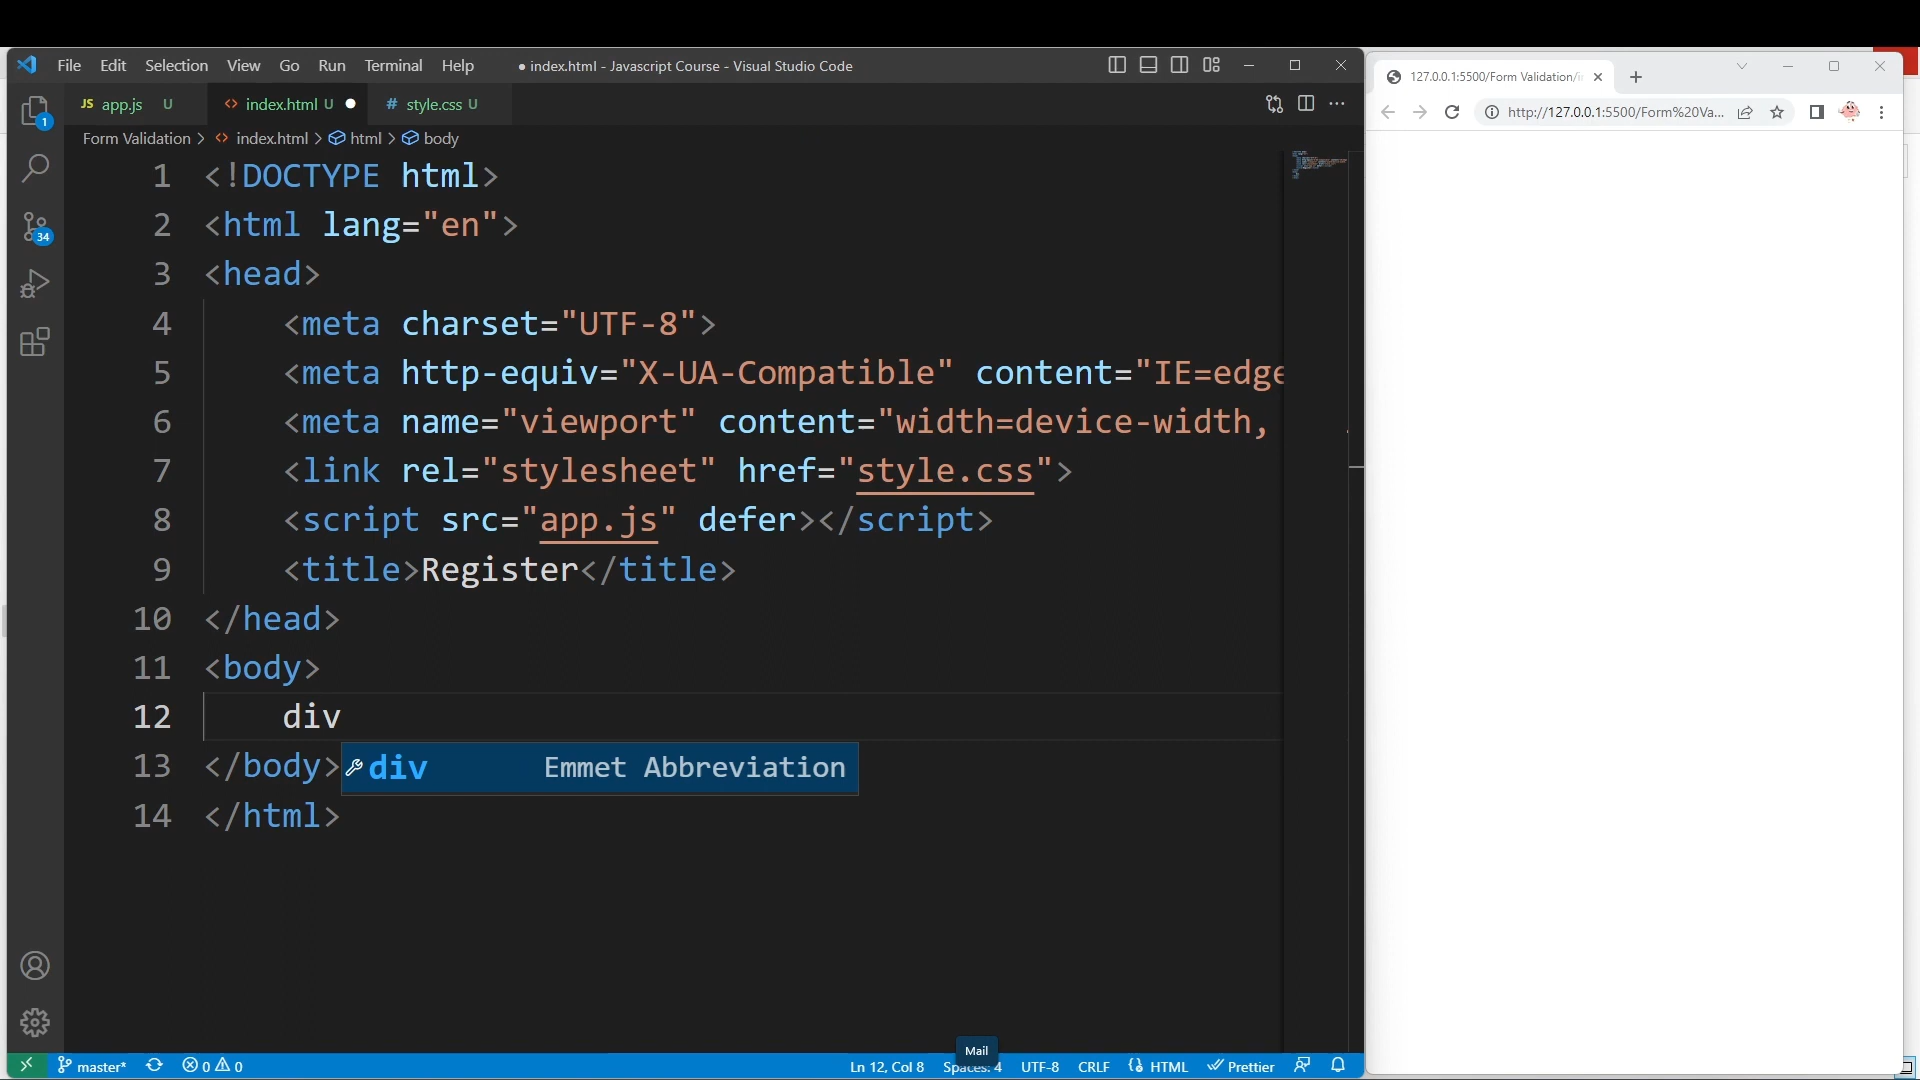 File Edit Selection View Go Run Terminal Help ● index.html - Javascript Course - Visual Studio Code
JS app.js U <> index.html U ● # style.css U
Form Validation > <> index.html > html > body
1 <!DOCTYPE html>
2 <html lang="en">
3 <head>
4 <meta charset="UTF-8">
5 <meta http-equiv="X-UA-Compatible" content="IE=edge
6 <meta name="viewport" content="width=device-width,
7 <link rel="stylesheet" href="style.css">
8 <script src="app.js" defer></script>
9 <title>Register</title>
10 </head>
11 <body>
12 div
13 </body>
div Emmet Abbreviation
14 </html>
1
34
master* 0 0 Ln 12, Col 8 Spaces: 4 UTF-8 CRLF HTML Prettier
Mail
127.0.0.1:5500/Form Validation/
http://127.0.0.1:5500/Form%20Va...